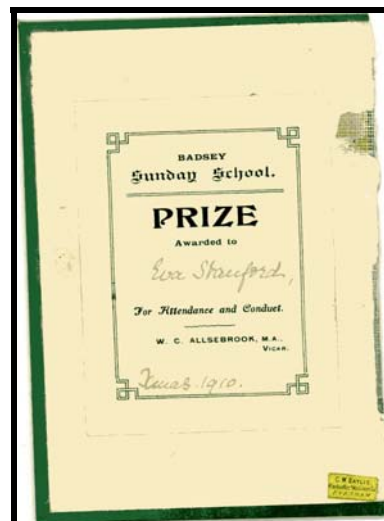 BADSEY
Sunday School.
PRIZE
Awarded to
Eva Stanford,
For Attendance and Conduct.
W. C. ALLSEBROOK, M.A.,
VICAR.
Xmas. 1910.